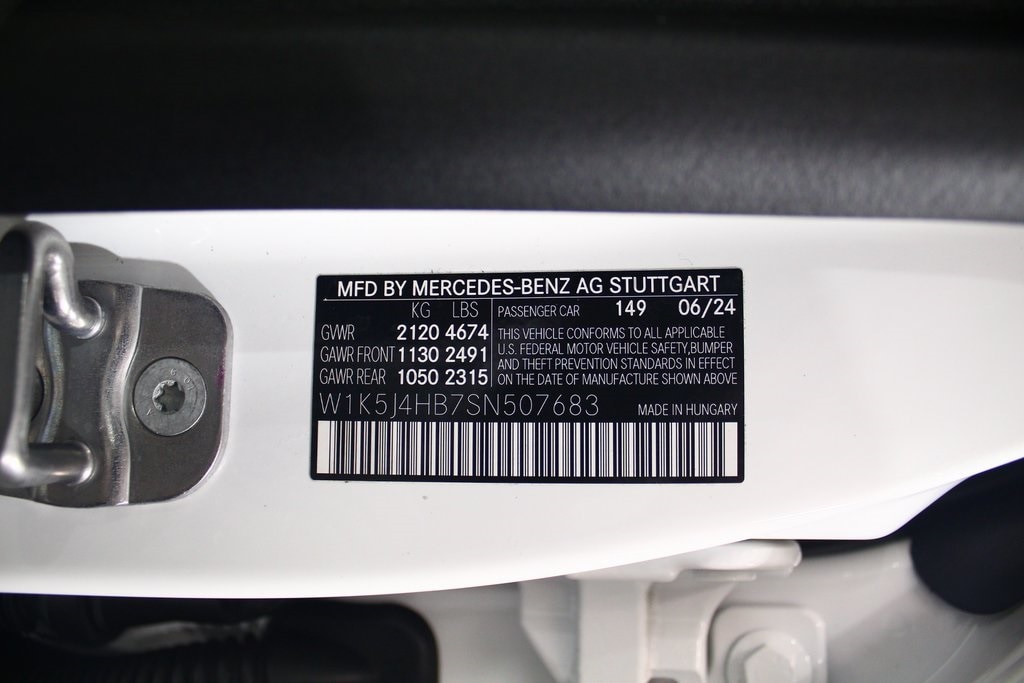 MFD BY MERCEDES-BENZ AG STUTTGART
KG LBS
GVWR 2120 4674
GAWR FRONT 1130 2491
GAWR REAR 1050 2315
PASSENGER CAR 149 06/24
THIS VEHICLE CONFORMS TO ALL APPLICABLE
U.S. FEDERAL MOTOR VEHICLE SAFETY,BUMPER
AND THEFT PREVENTION STANDARDS IN EFFECT
ON THE DATE OF MANUFACTURE SHOWN ABOVE
W1K5J4HB7SN507683
MADE IN HUNGARY